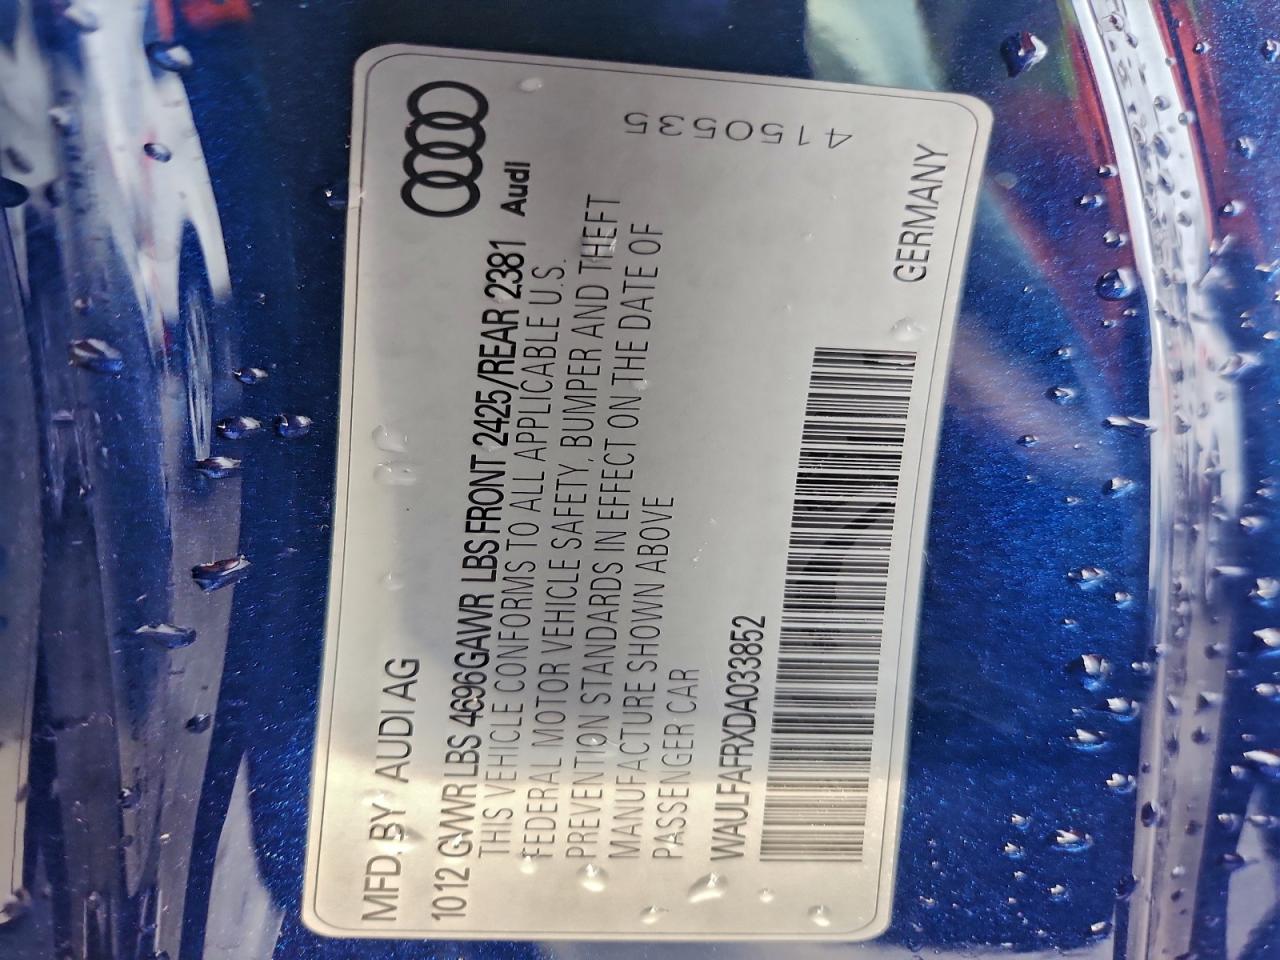 MFD. BY AUDI AG
Audi
1012 GVWR LBS 4696 GAWR LBS FRONT 2425/REAR 2381
THIS VEHICLE CONFORMS TO ALL APPLICABLE U.S.
FEDERAL MOTOR VEHICLE SAFETY, BUMPER AND THEFT
PREVENTION STANDARDS IN EFFECT ON THE DATE OF
MANUFACTURE SHOWN ABOVE
PASSENGER CAR
WAULFAFRXDA033852
GERMANY
4150535